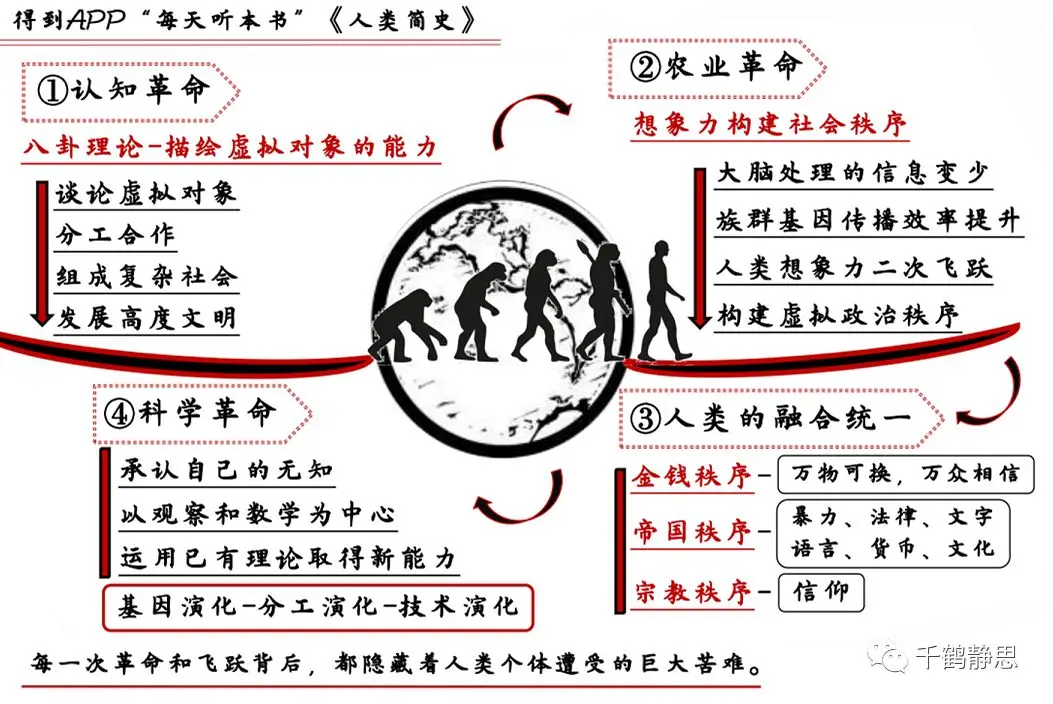 得到APP“每天听本书”《人类简史》
①认知革命
八卦理论-描绘虚拟对象的能力
谈论虚拟对象
分工合作
组成复杂社会
发展高度文明
②农业革命
想象力构建社会秩序
大脑处理的信息变少
族群基因传播效率提升
人类想象力二次飞跃
构建虚拟政治秩序
③人类的融合统一
金钱秩序-万物可换，万众相信
帝国秩序-暴力、法律、文字
语言、货币、文化
宗教秩序-信仰
④科学革命
承认自己的无知
以观察和数学为中心
运用已有理论取得新能力
基因演化-分工演化-技术演化
每一次革命和飞跃背后，都隐藏着人类个体遭受的巨大苦难。
千鹤静思